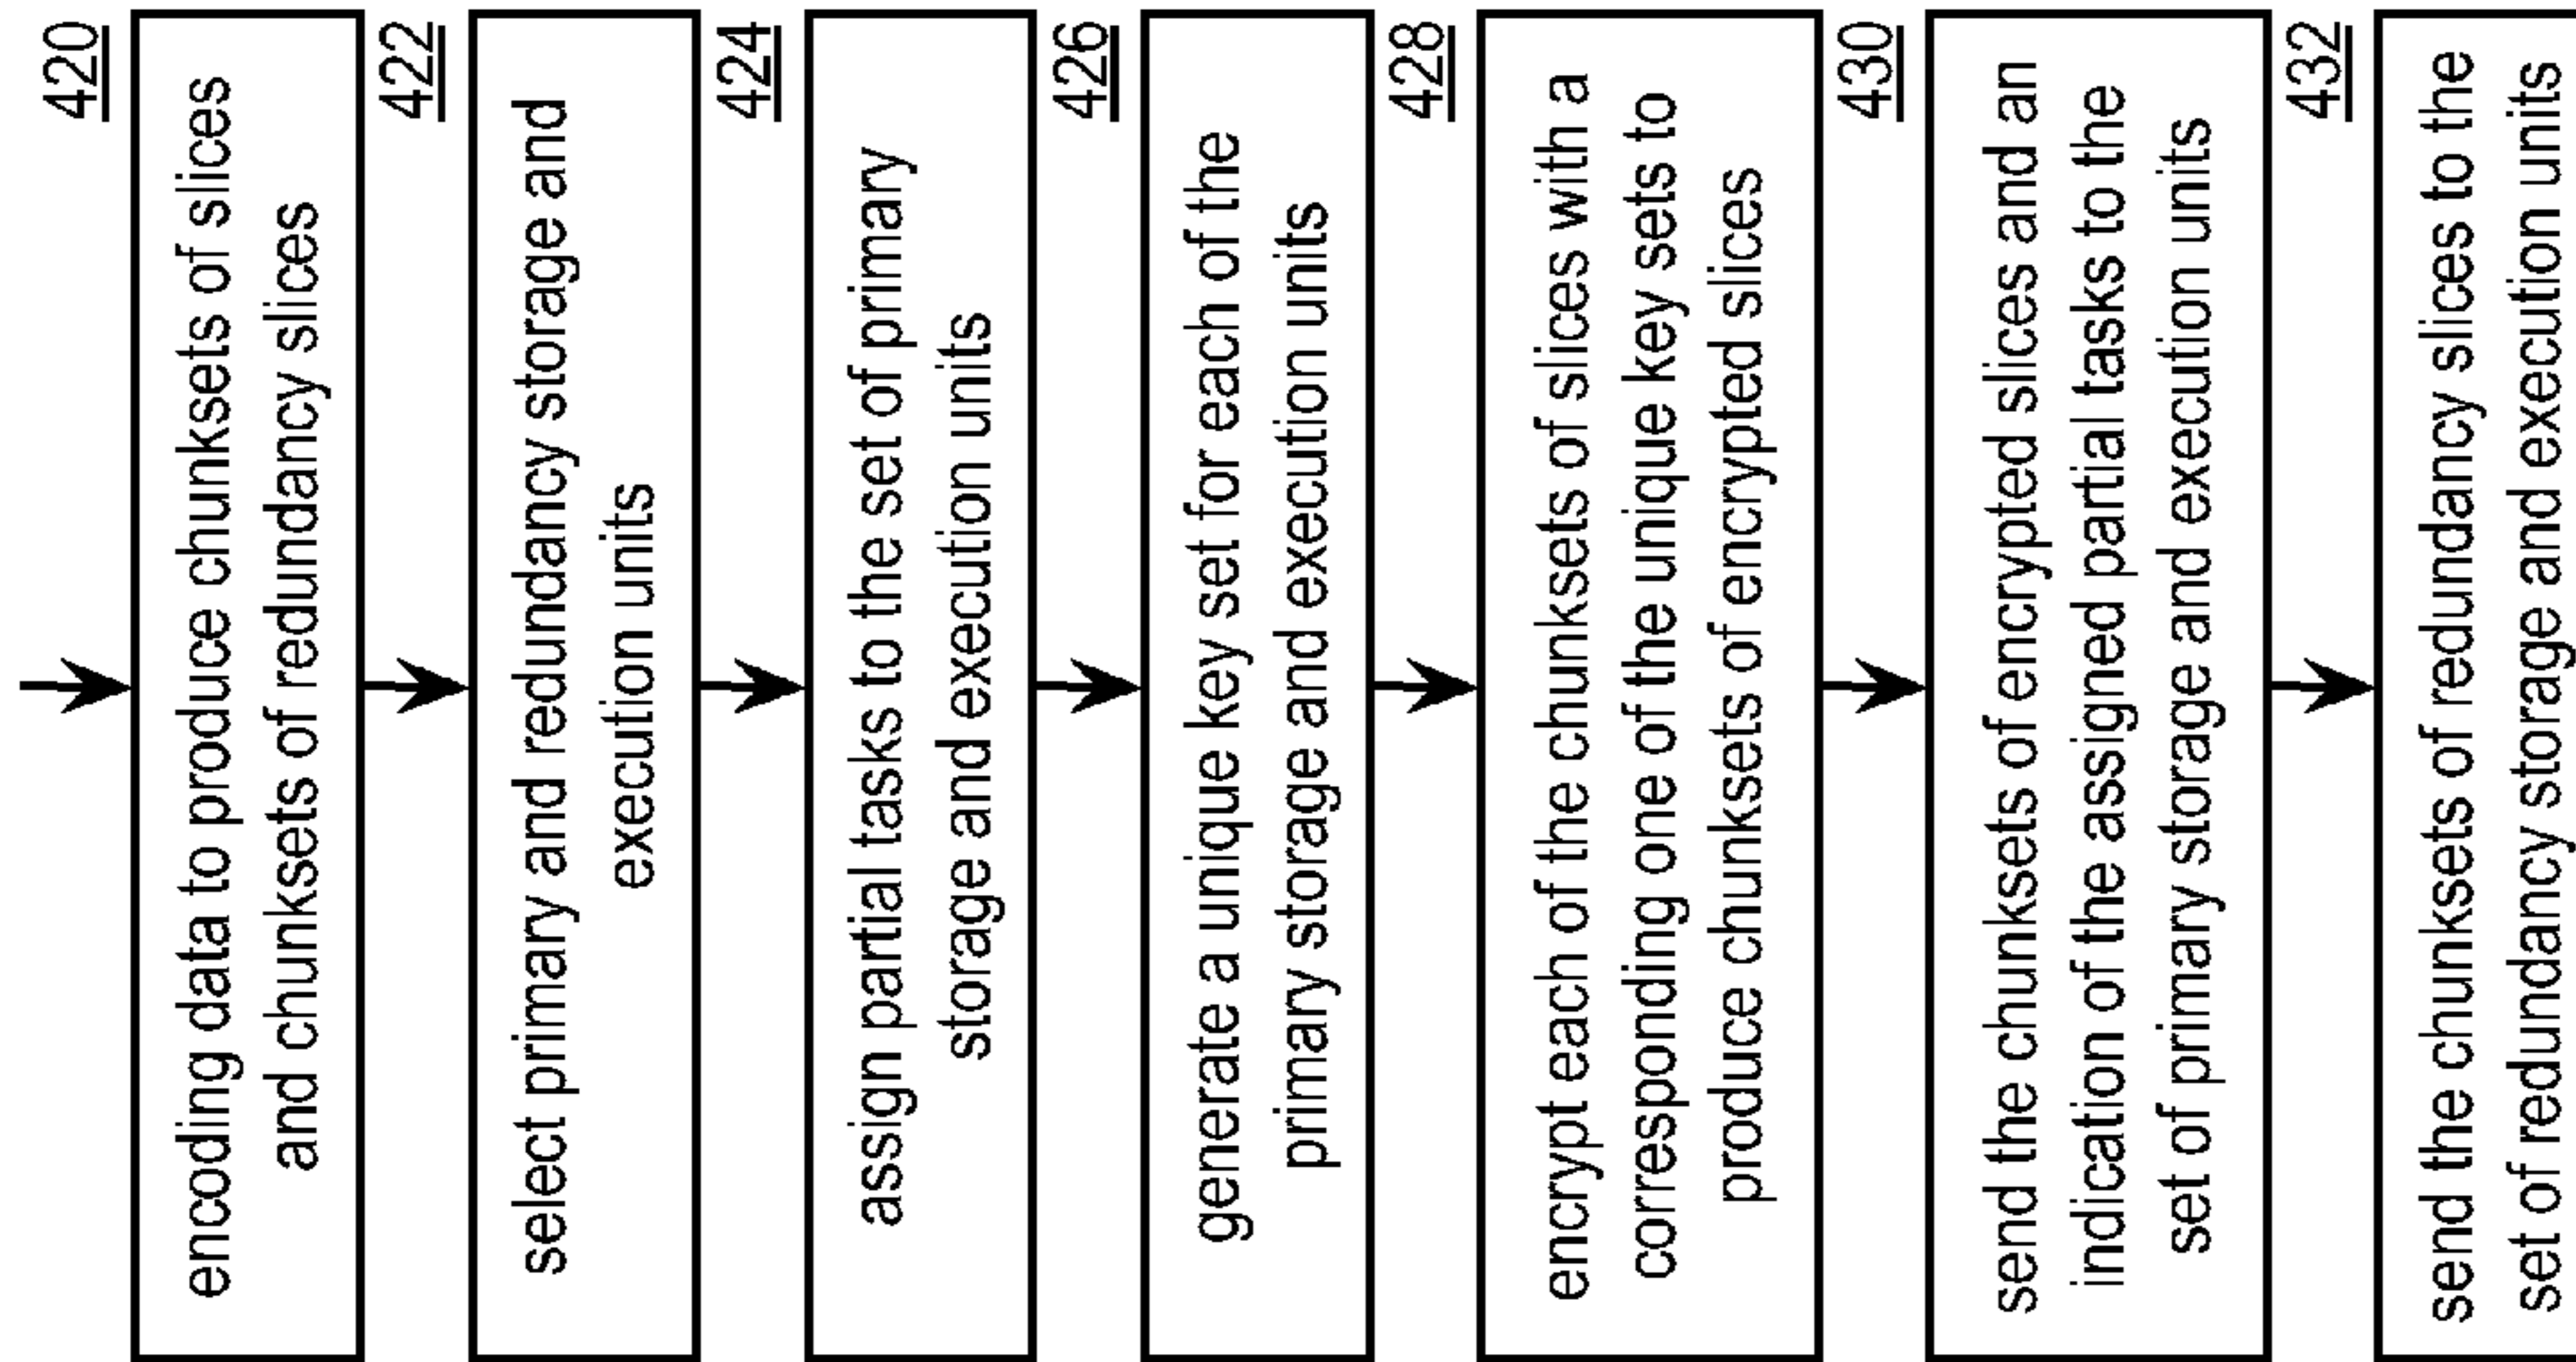 420
encoding data to produce chunksets of slices
and chunksets of redundancy slices
422
select primary and redundancy storage and
execution units
424
assign partial tasks to the set of primary
storage and execution units
426
generate a unique key set for each of the
primary storage and execution units
428
encrypt each of the chunksets of slices with a
corresponding one of the unique key sets to
produce chunksets of encrypted slices
430
send the chunksets of encrypted slices and an
indication of the assigned partial tasks to the
set of primary storage and execution units
432
send the chunksets of redundancy slices to the
set of redundancy storage and execution units